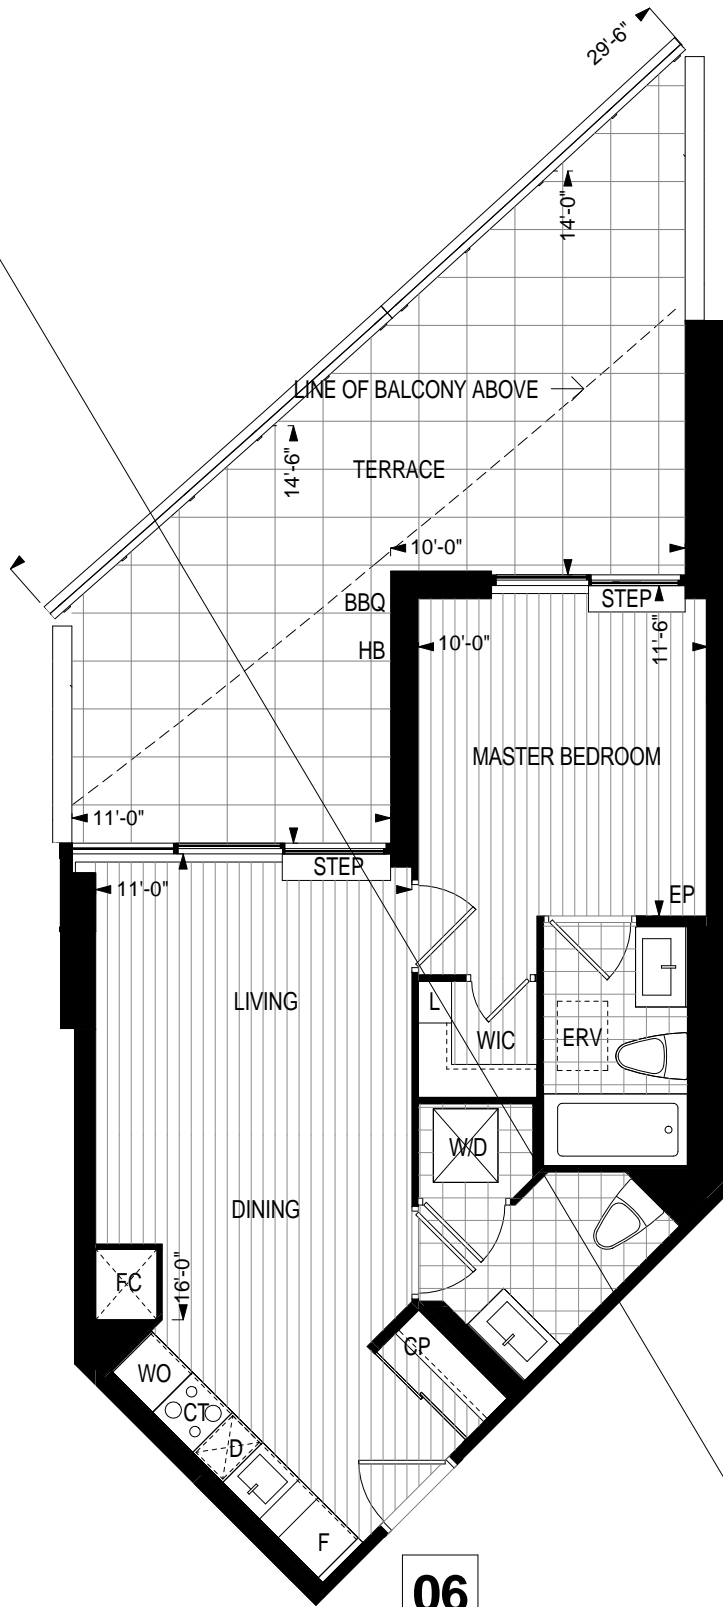 29'-6"
14'-0"
LINE OF BALCONY ABOVE
14'-6"
TERRACE
10'-0"
BBQ
STEP
HB
10'-0"
11'-6"
MASTER BEDROOM
11'-0"
STEP
11'-0"
EP
LIVING
L
WIC
ERV
W/D
DINING
FC
16'-0"
CP
WO
CT
D
F
06